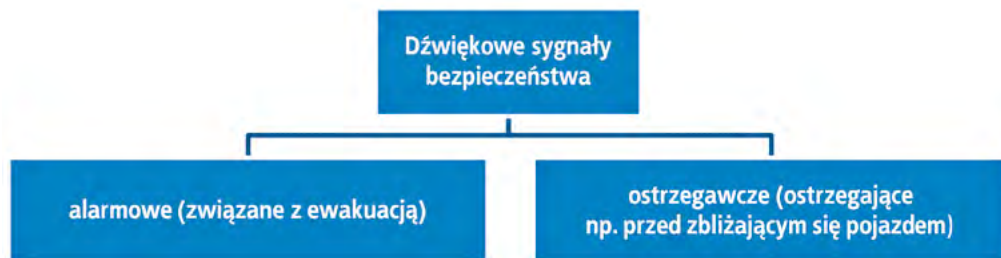 Dźwiękowe sygnały
bezpieczeństwa
alarmowe (związane z ewakuacją)
ostrzegawcze (ostrzegające
np. przed zbliżającym się pojazdem)